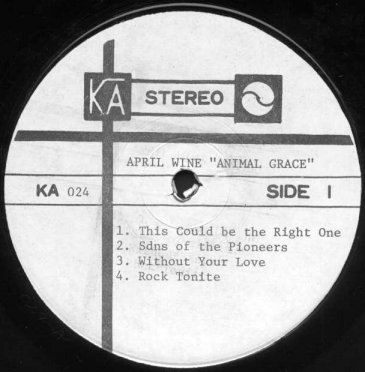 KA STEREO
APRIL WINE "ANIMAL GRACE"
KA 024 SIDE 1
1. This Could be the Right One
2. Sdns of the Pioneers
3. Without Your Love
4. Rock Tonite